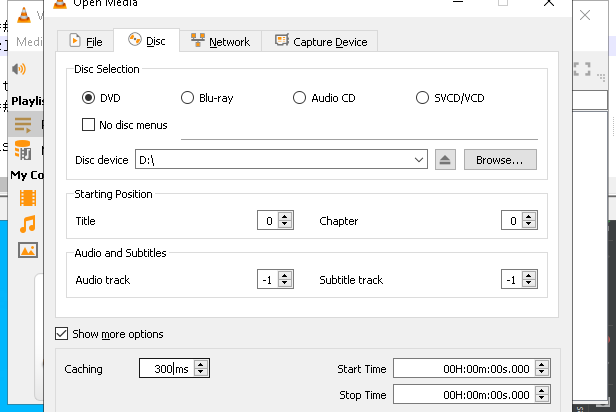 Open Media
V
Medi
File
Disc
Network
Capture Device
Disc Selection
DVD
Blu-ray
Audio CD
SVCD/VCD
No disc menus
Disc device
D:\
Browse...
Starting Position
Title
0
Chapter
0
Audio and Subtitles
Audio track
-1
Subtitle track
-1
Show more options
Caching
300 ms
Start Time
00H:00m:00s.000
Stop Time
00H:00m:00s.000
Playlis
P
My Co
##
t
##